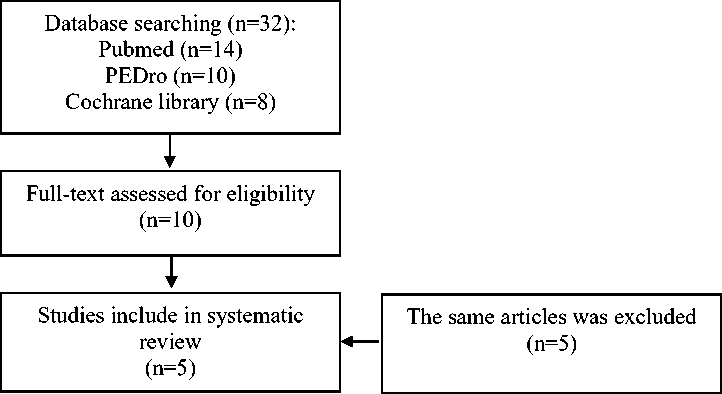 Database searching (n=32):
Pubmed (n=14)
PEDro (n=10)
Cochrane library (n=8)
Full-text assessed for eligibility
(n=10)
Studies include in systematic
review
(n=5)
The same articles was excluded
(n=5)